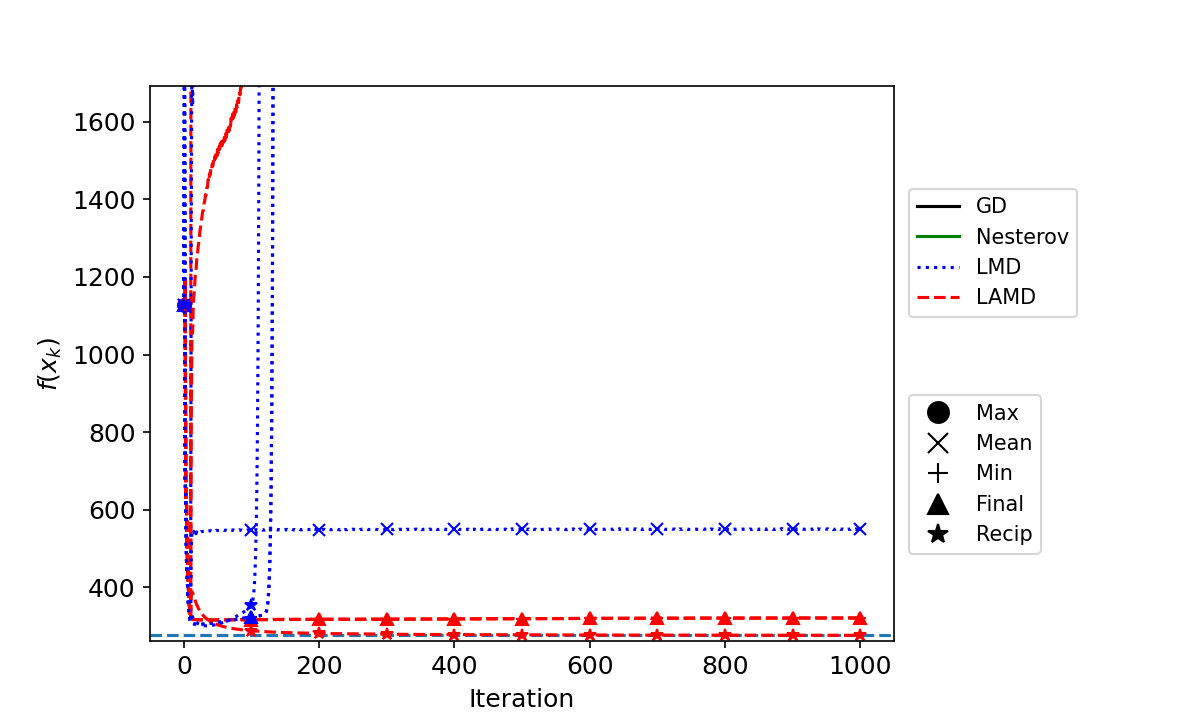 1600
1400
1200
1000
800
600
400
f(x_k)
0
200
400
600
800
1000
Iteration
GD
Nesterov
LMD
LAMD
Max
Mean
Min
Final
Recip